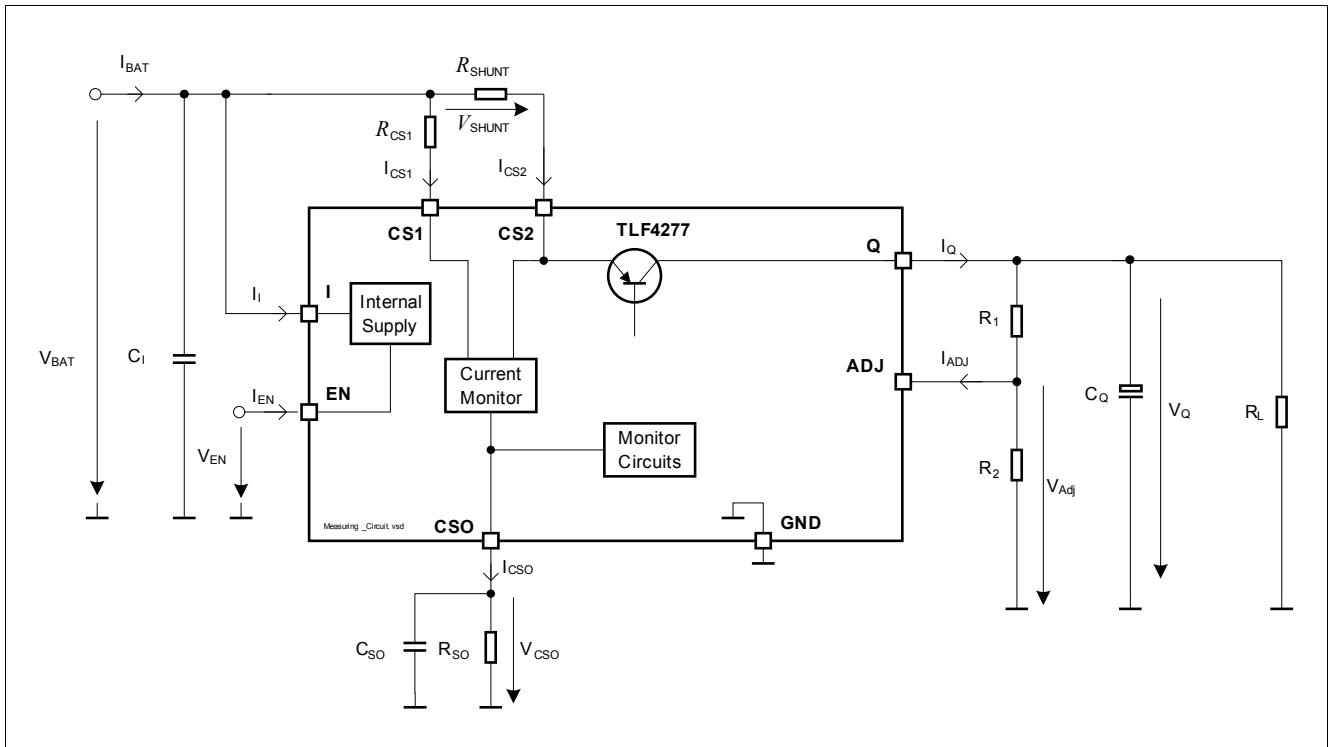 I_BAT
R_SHUNT
R_CS1
V_SHUNT
I_CS1
I_CS2
CS1
CS2
TLF4277
Q
I_Q
I_I
I
Internal
Supply
R_1
V_BAT
C_I
Current
Monitor
ADJ
I_ADJ
EN
I_EN
C_Q
V_Q
R_L
Monitor
Circuits
V_EN
R_2
V_Adj
Measuring _Circuit.vsd
CSO
GND
I_CSO
C_SO
R_SO
V_CSO